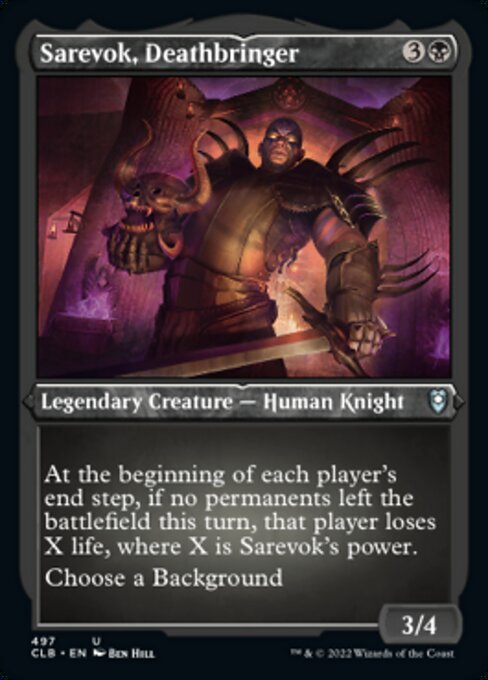 Sarevok, Deathbringer 3
Legendary Creature — Human Knight
At the beginning of each player's
end step, if no permanents left the
battlefield this turn, that player loses
X life, where X is Sarevok's power.
Choose a Background
3/4
497 U
CLB • EN Ben Hill
™ & © 2022 Wizards of the Coast